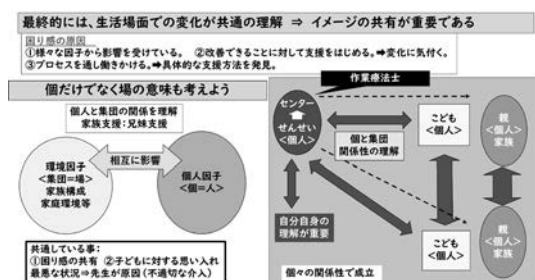 最終的には、生活場面での変化が共通の理解 ⇒ イメージの共有が重要である
困り感の原因
①様々な因子から影響を受けている。 ②改善できることに対して支援をはじめる。➡変化に気付く。
③プロセスを通し働きかける。➡具体的な支援方法を発見。
個だけでなく場の意味も考えよう
個人と集団の関係を理解
家族支援:兄妹支援
環境因子
<集団=場>
家族構成
家庭環境等
相互に影響
個人因子
<個=人>
共通している事:
①困り感の共有 ②子どもに対する思い入れ
最悪な状況⇒先生が原因(不適切な介入)
作業療法士
センター
せんせい
<個人>
こども
<個人>
親
<個人>
家族
個と集団
関係性の理解
自分自身の
理解が重要
こども
<個人>
親
<個人>
家族
個々の関係性で成立